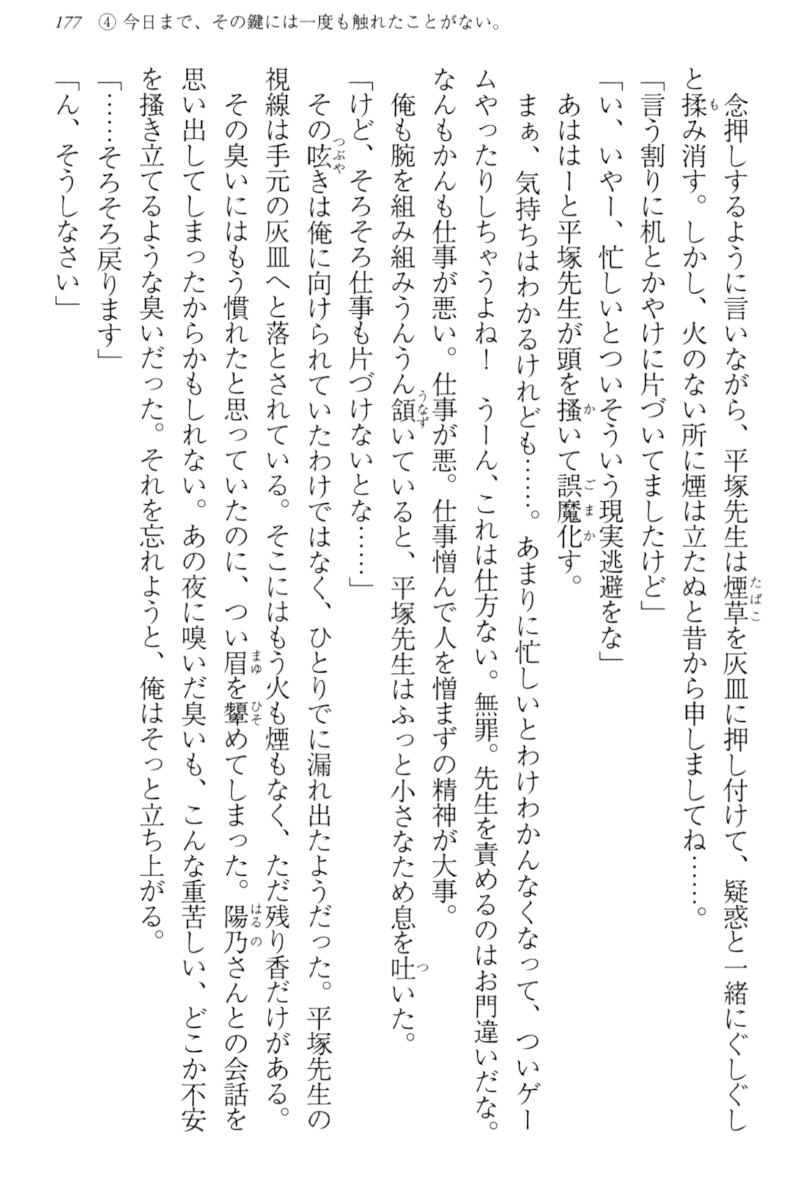 177 ④ 今日まで、その鍵には一度も触れたことがない。
　念押しするように言いながら、平塚先生は煙草を灰皿に押し付けて、疑惑と一緒にぐしぐし
と揉み消す。しかし、火のない所に煙は立たぬと昔から申しましてね……。
「言う割りに机とかやけに片づいてましたけど」
「い、いやー、忙しいとついそういう現実逃避をな」
　あははーと平塚先生が頭を掻いて誤魔化す。
　まぁ、気持ちはわかるけれども……。あまりに忙しいとわけわかんなくなって、ついゲー
ムやったりしちゃうよね！　うーん、これは仕方ない。無罪。先生を責めるのはお門違いだな。
なんもかんも仕事が悪い。仕事が悪。仕事憎んで人を憎まずの精神が大事。
　俺も腕を組み組みうんうん頷いていると、平塚先生はふっと小さなため息を吐いた。
「けど、そろそろ仕事も片づけないとな……」
　その呟きは俺に向けられていたわけではなく、ひとりでに漏れ出たようだった。平塚先生の
視線は手元の灰皿へと落とされている。そこにはもう火も煙もなく、ただ残り香だけがある。
　その臭いにはもう慣れたと思っていたのに、つい眉を顰めてしまった。陽乃さんとの会話を
思い出してしまったからかもしれない。あの夜に嗅いだ臭いも、こんな重苦しい、どこか不安
を掻き立てるような臭いだった。それを忘れようと、俺はそっと立ち上がる。
「……そろそろ戻ります」
「ん、そうしなさい」